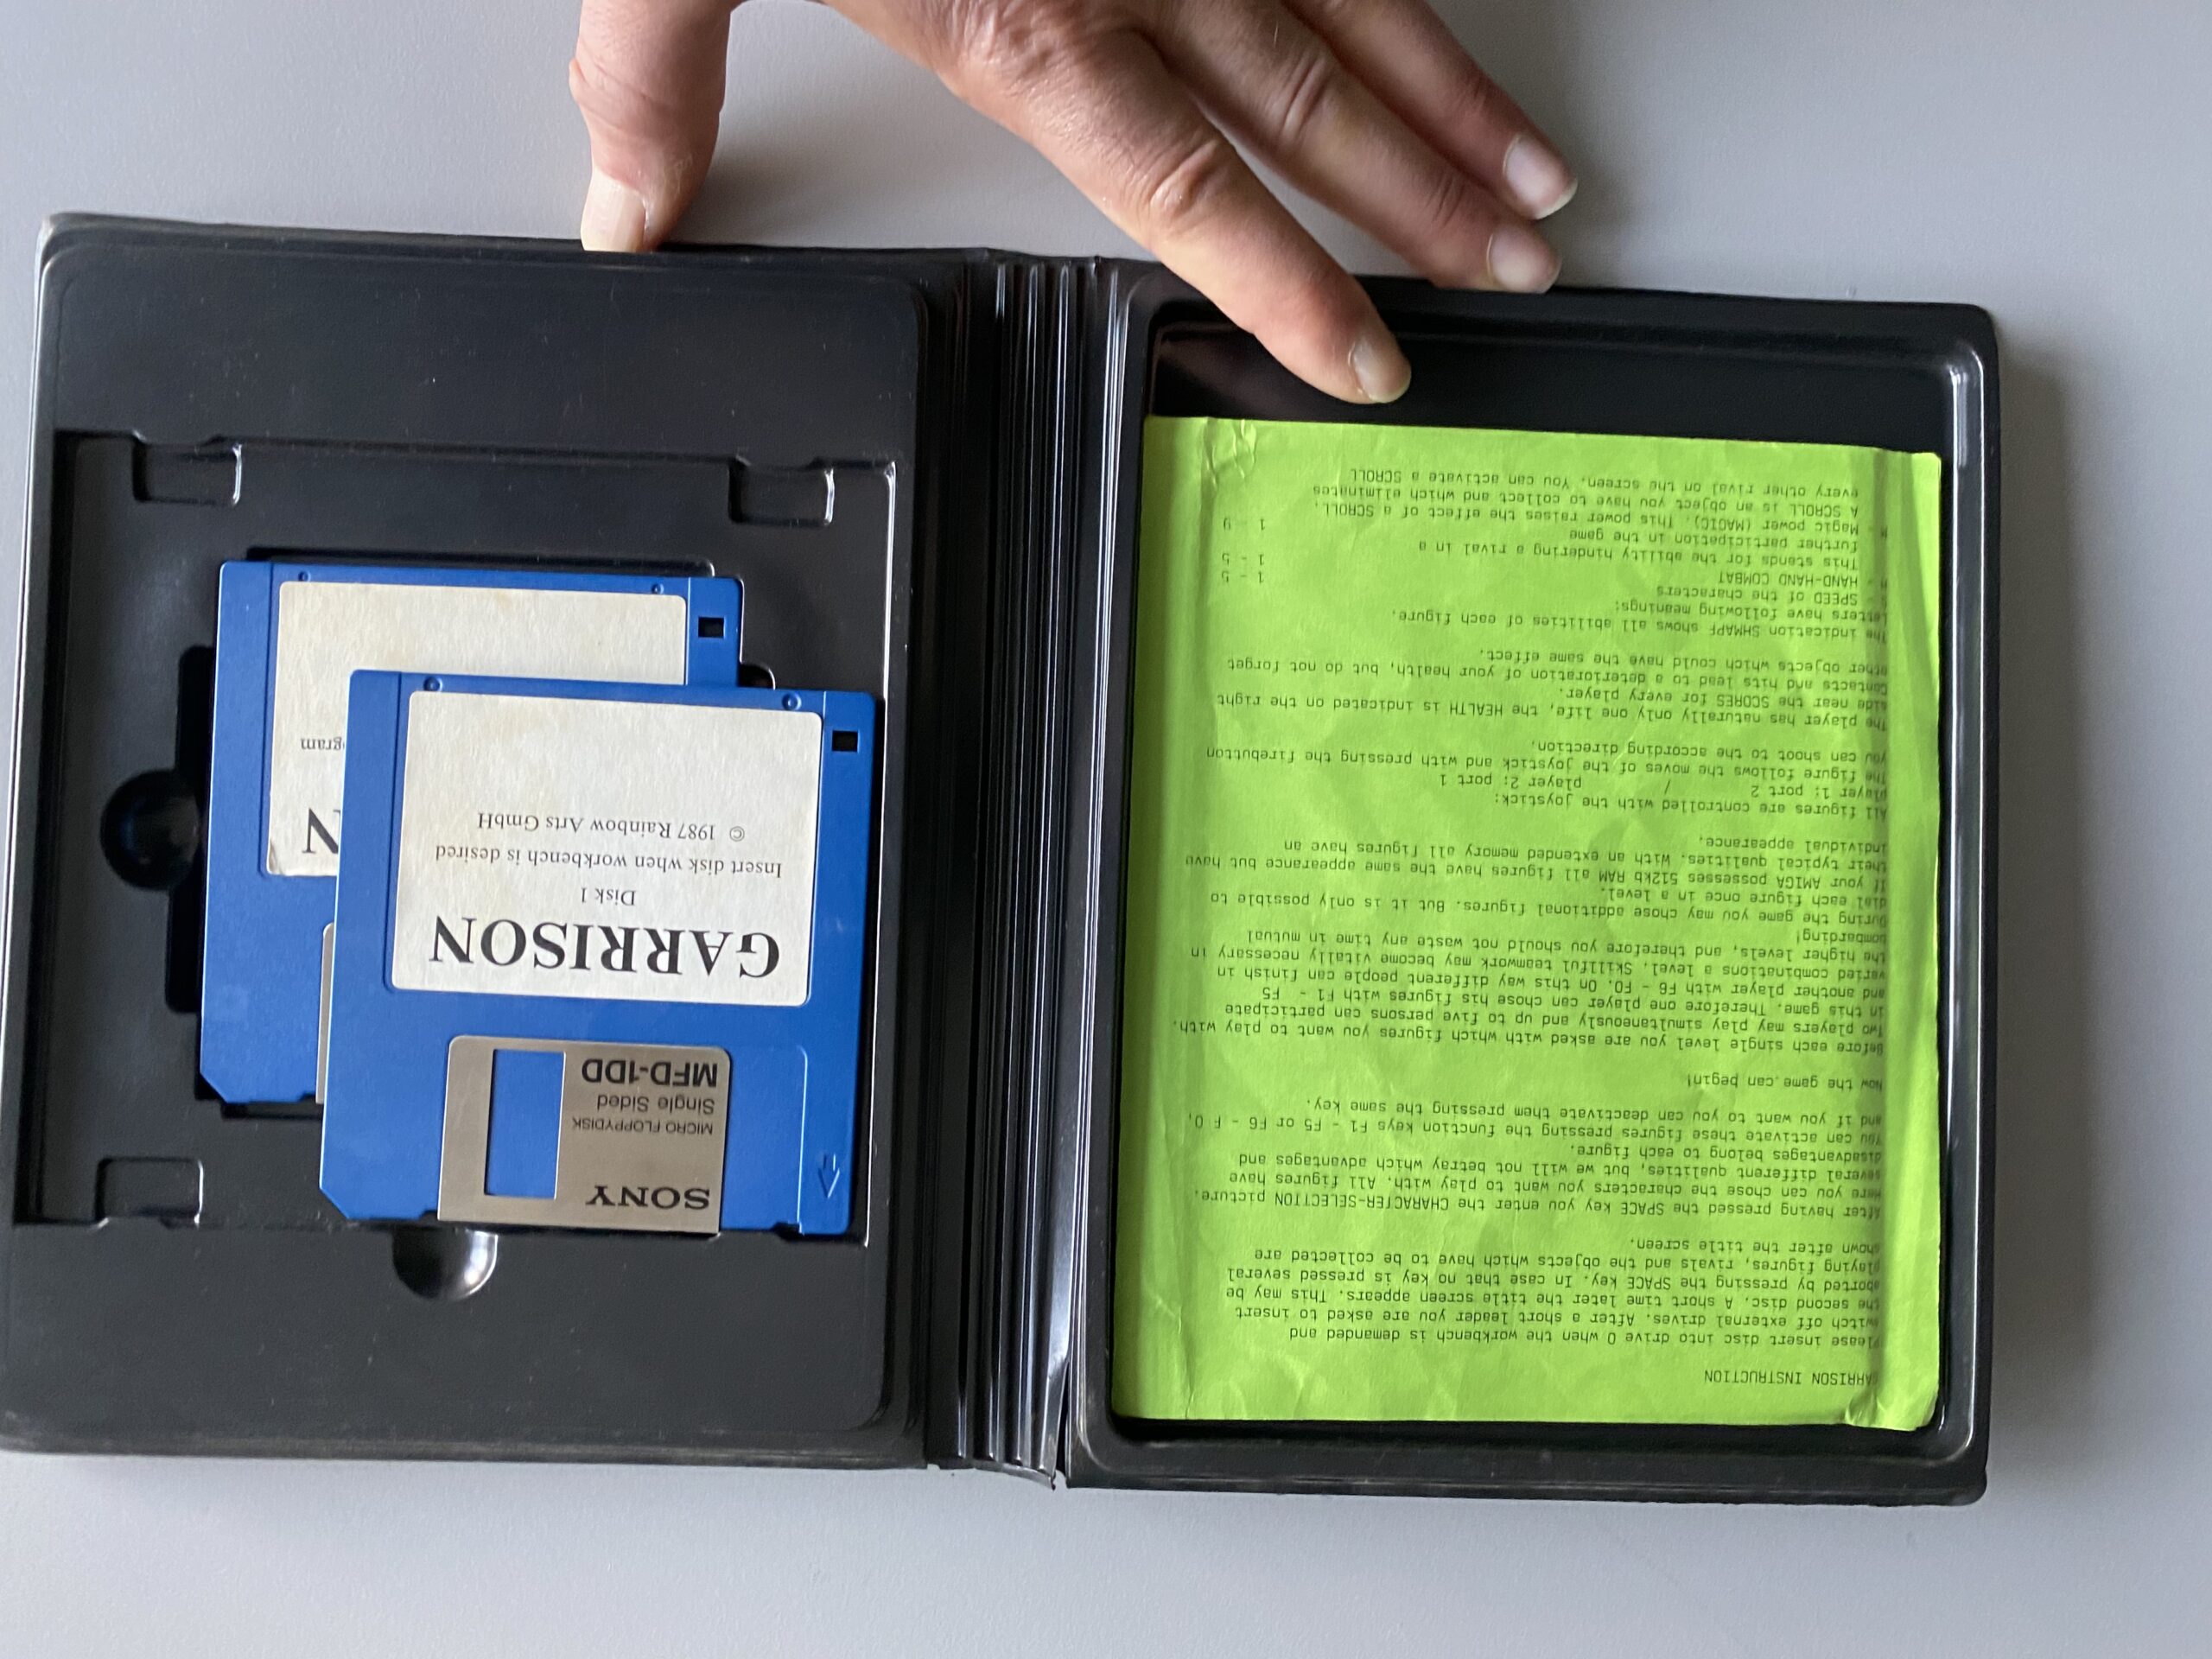 GARRISON INSTRUCTION
Please insert disc into drive 0 when the workbench is demanded and
switch off external drives. After a short leader you are asked to insert
the second disc. A short time later the title screen appears. This may be
aborted by pressing the SPACE key. In case that no key is pressed several
playing figures, rivals and the objects which have to be collected are
shown after the title screen.
After having pressed the SPACE key you enter the CHARACTER-SELECTION picture.
Here you can chose the characters you want to play with. All figures have
several different qualities, but we will not betray which advantages and
disadvantages belong to each figure.
You can activate these figures pressing the function keys F1 - F5 or F6 - F 0,
and if you want to you can deactivate them pressing the same key.
Now the game can begin!
Before each single level you are asked with which figures you want to play with.
Two players may play simultaneously and up to five persons can participate
in this game. Therefore one player can chose his figures with F1 - F5
and another player with F6 - F0. On this way different people can finish in
varied combinations a level. Skillful teamwork may become vitally necessary in
the higher levels, and therefore you should not waste any time in mutual
bombarding!
During the game you may chose additional figures. But it is only possible to
dial each figure once in a level.
If your AMIGA possesses 512kb RAM all figures have the same appearance but have
their typical qualities. With an extended memory all figures have an
individual appearance.
All figures are controlled with the joystick:
player 1: port 2 / player 2: port 1
The figure follows the moves of the joystick and with pressing the firebutton
you can shoot to the according direction.
The player has naturally only one life, the HEALTH is indicated on the right
side near the SCORES for every player.
Contacts and hits lead to a deterioration of your health, but do not forget
other objects which could have the same effect.
The indication SHMAPF shows all abilities of each figure.
Letters have following meanings:
S - SPEED of the characters 1 - 5
H - HAND-HAND COMBAT 1 - 5
This stands for the ability hindering a rival in a
further participation in the game
M - Magic power (MAGIC). This power raises the effect of a SCROLL. 1 - 9
A SCROLL is an object you have to collect and which eliminates
every other rival on the screen. You can activate a SCROLL
SONY
MICRO FLOPPYDISK
Single Sided
MFD-1DD
GARRISON
Disk 1
Insert disk when workbench is desired
© 1987 Rainbow Arts GmbH
N
gram